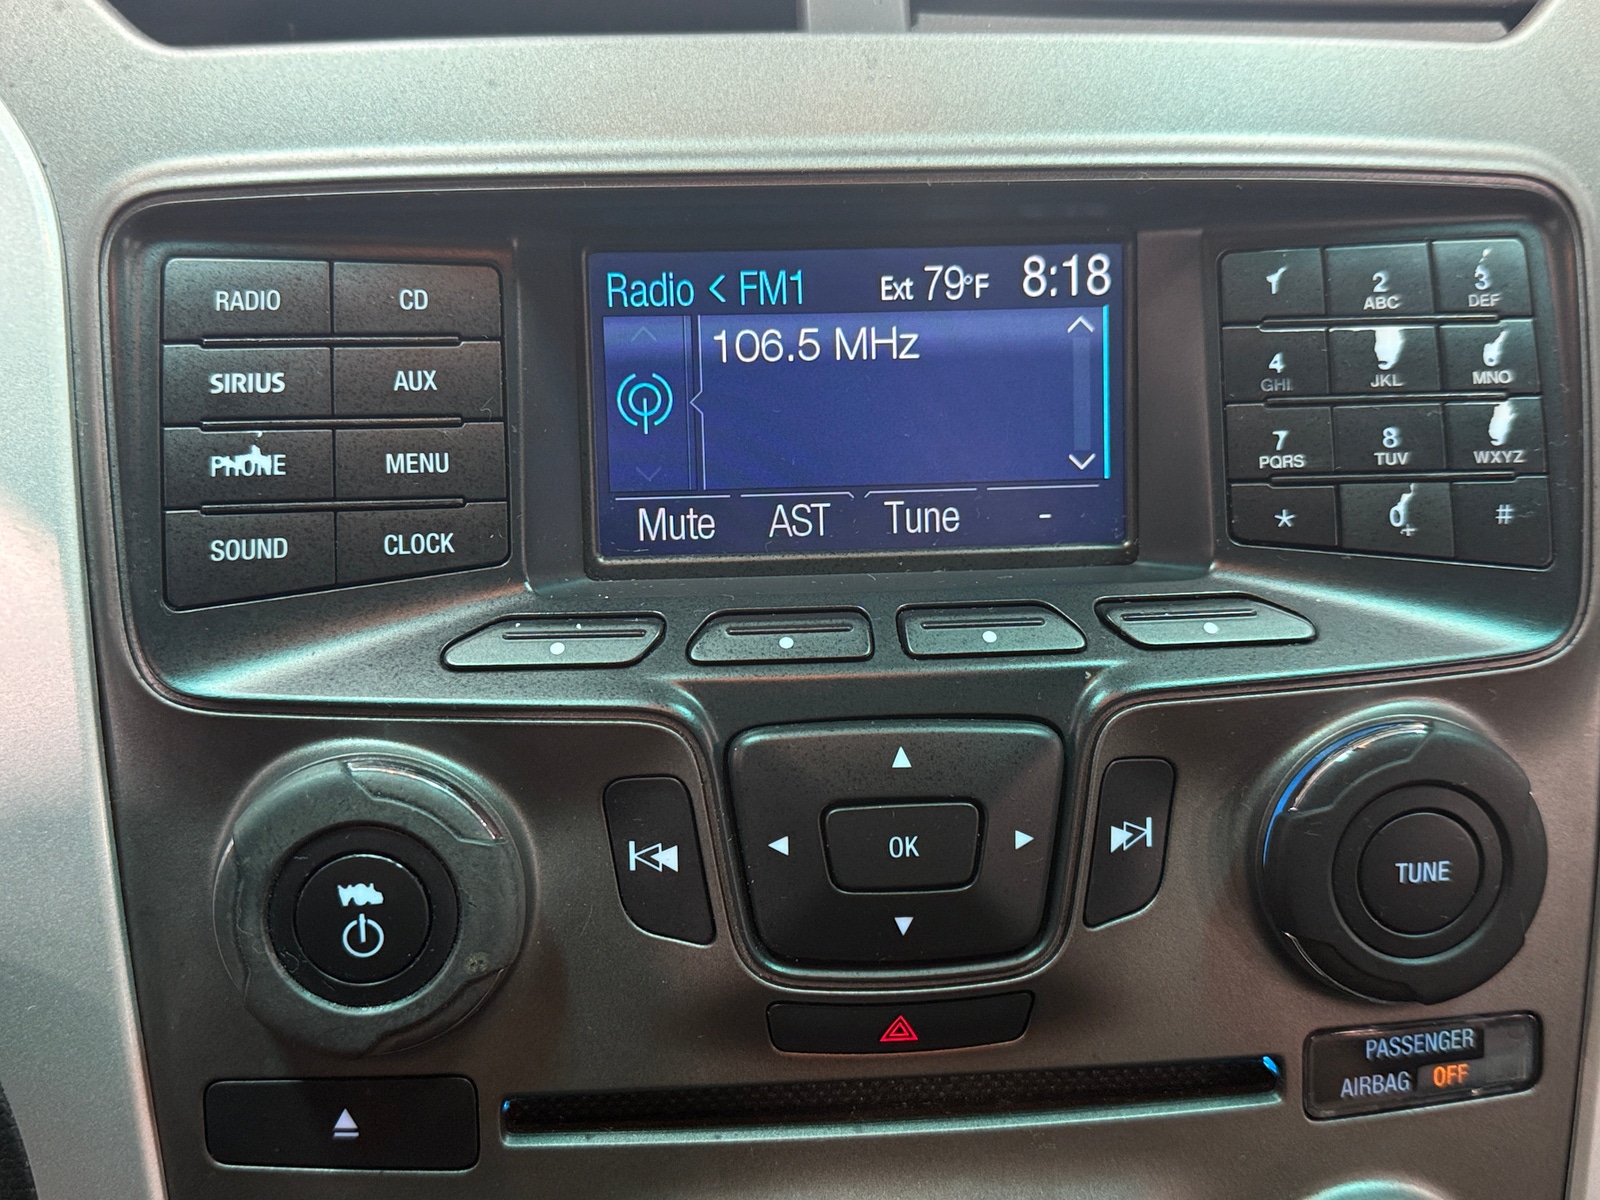 RADIO CD
SIRIUS AUX
PHONE MENU
SOUND CLOCK
Radio < FM1 Ext 79°F 8:18
106.5 MHz
Mute AST Tune -
1 2 ABC 3 DEF
4 GHI JKL MNO
7 PQRS 8 TUV WXYZ
* 0 + #
VOL
OK
TUNE
PASSENGER
AIRBAG OFF